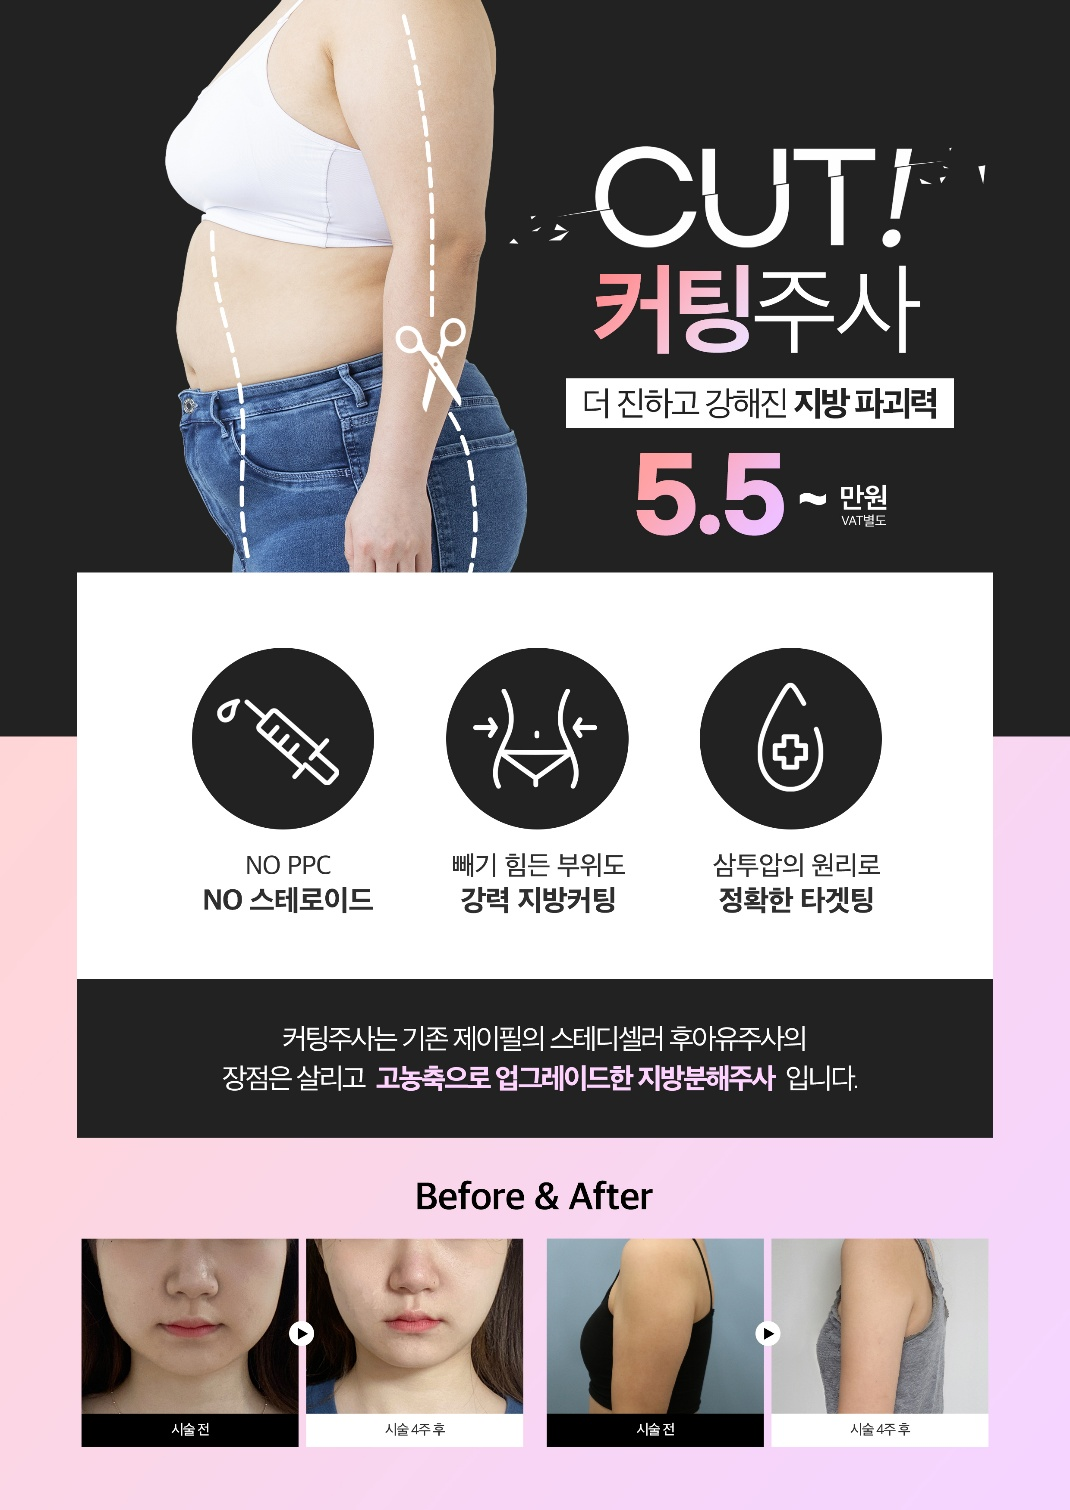 CUT!
커팅주사
더 진하고 강해진 지방 파괴력
5.5 ~ 만원
VAT별도
NO PPC
NO 스테로이드
빼기 힘든 부위도
강력 지방커팅
삼투압의 원리로
정확한 타겟팅
커팅주사는 기존 제이필의 스테디셀러 후아유주사의
장점은 살리고 고농축으로 업그레이드한 지방분해주사 입니다.
Before & After
시술 전
시술 4주 후
시술 전
시술 4주 후